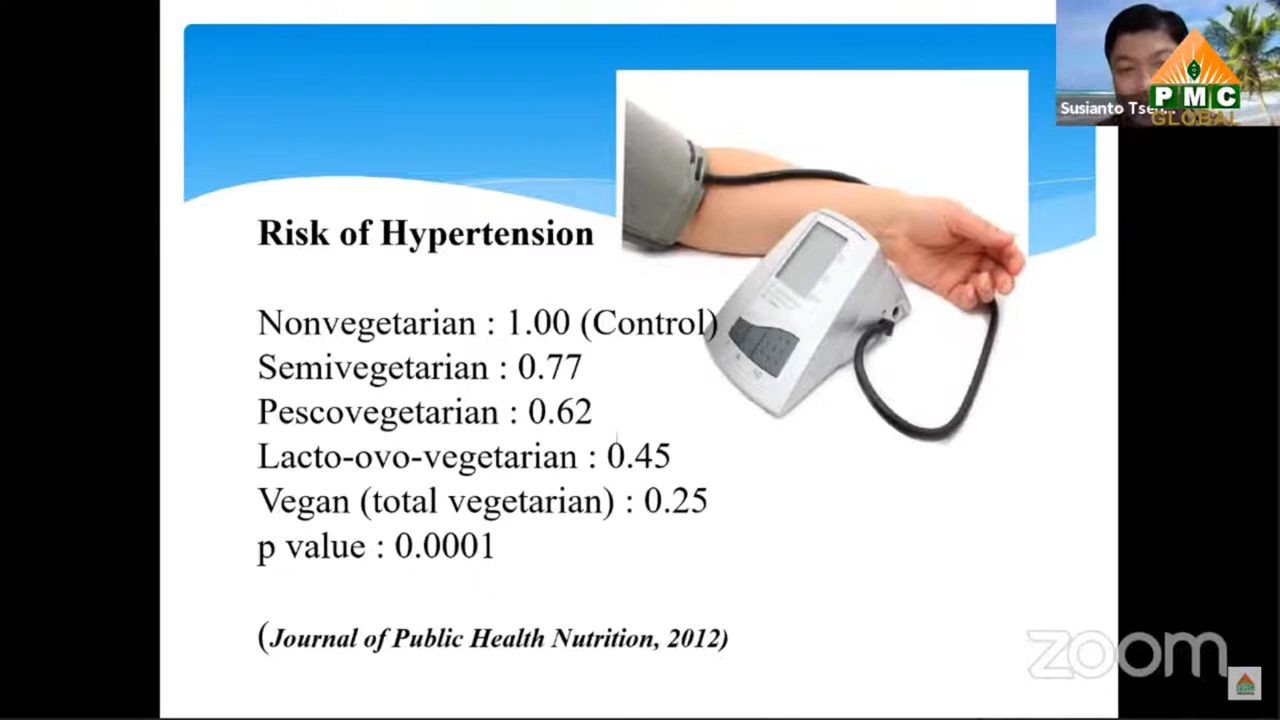 Risk of Hypertension
Nonvegetarian : 1.00 (Control)
Semivegetarian : 0.77
Pescovegetarian : 0.62
Lacto-ovo-vegetarian : 0.45
Vegan (total vegetarian) : 0.25
p value : 0.0001
(Journal of Public Health Nutrition, 2012)
Susianto
PMC
GLOBAL
zoom